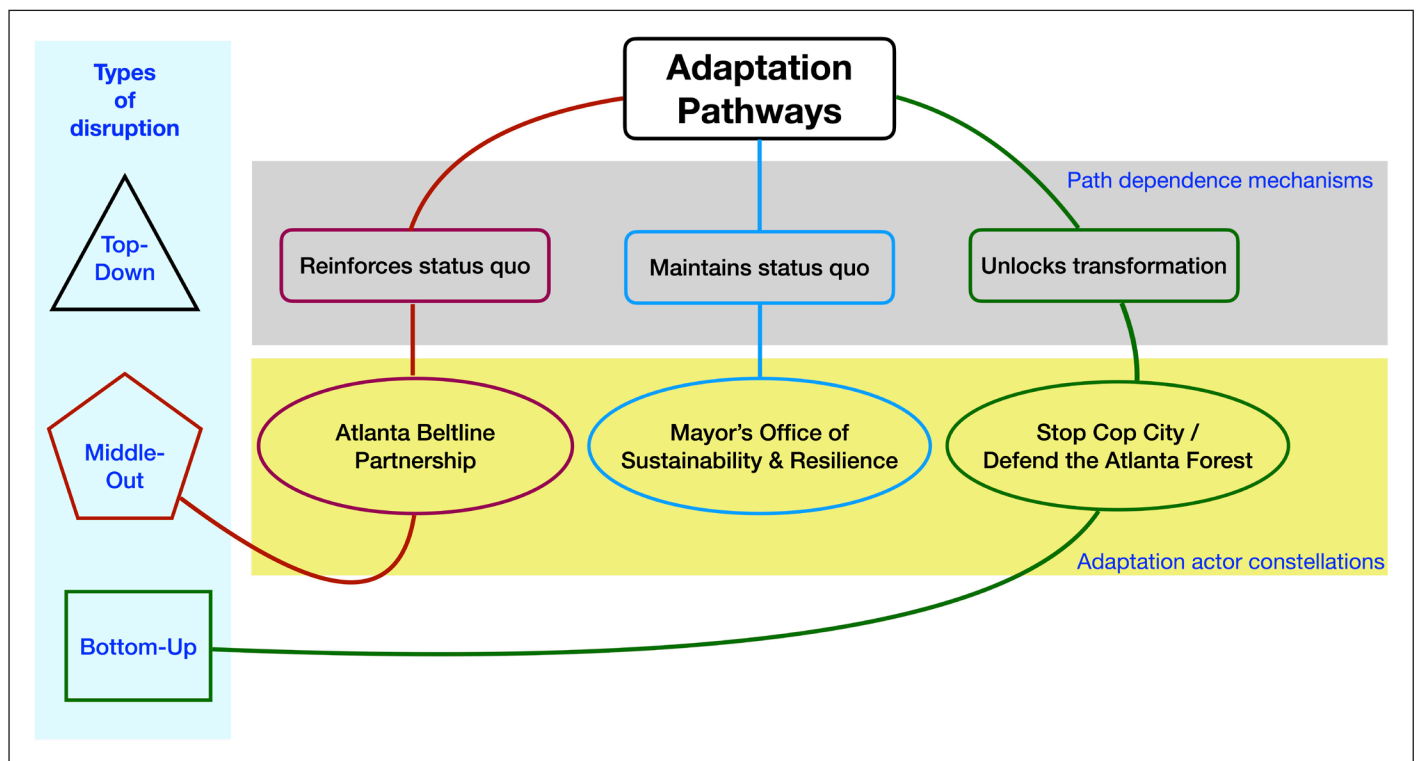 Types
of
disruption
Top-
Down
Middle-
Out
Bottom-Up
Adaptation
Pathways
Path dependence mechanisms
Reinforces status quo
Maintains status quo
Unlocks transformation
Atlanta Beltline
Partnership
Mayor’s Office of
Sustainability & Resilience
Stop Cop City /
Defend the Atlanta Forest
Adaptation actor constellations